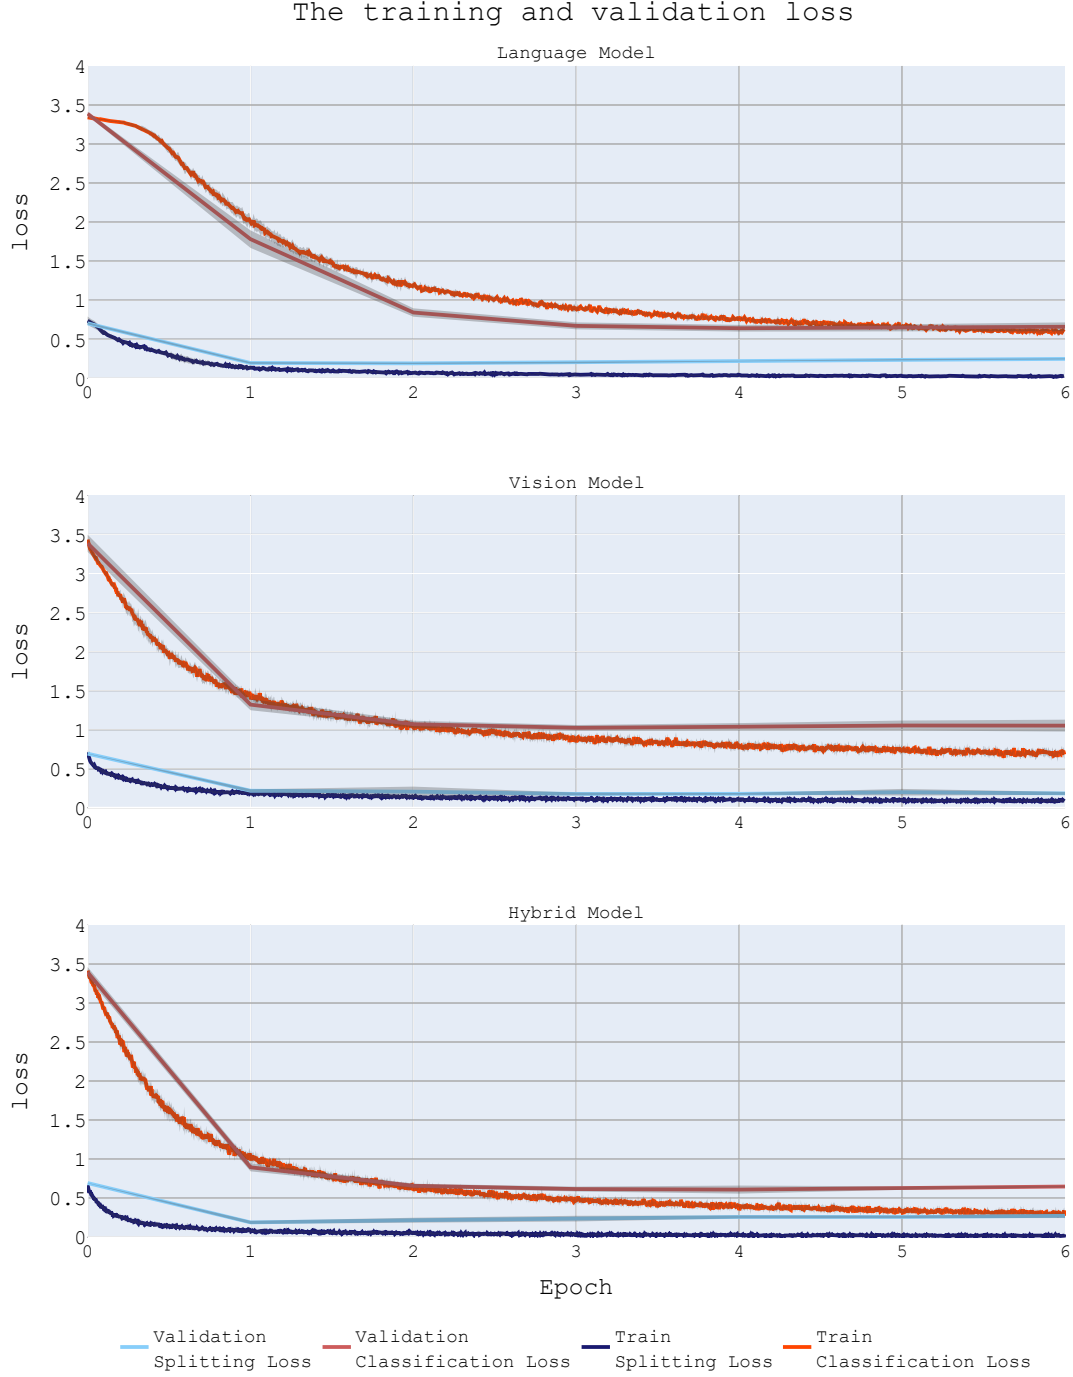 The training and validation loss
Language Model
4
3.5
3
2.5
2
1.5
1
0.5
0
loss
0 1 2 3 4 5 6
Vision Model
4
3.5
3
2.5
2
1.5
1
0.5
0
loss
0 1 2 3 4 5 6
Hybrid Model
4
3.5
3
2.5
2
1.5
1
0.5
0
loss
0 1 2 3 4 5 6
Epoch
Validation
Splitting Loss
Validation
Classification Loss
Train
Splitting Loss
Train
Classification Loss